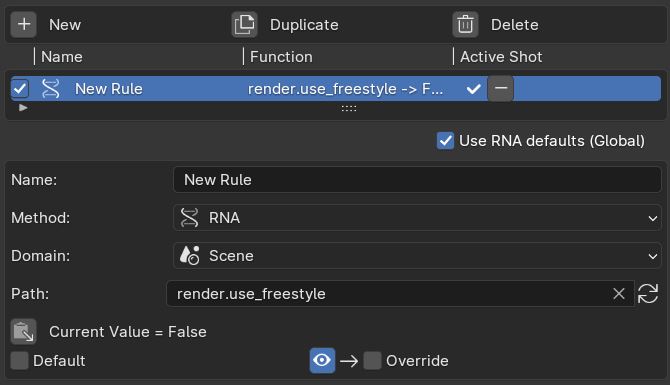 New Duplicate Delete
Name Function Active Shot
New Rule render.use_freestyle -> F...
Use RNA defaults (Global)
Name: New Rule
Method: RNA
Domain: Scene
Path: render.use_freestyle
Current Value = False
Default Override